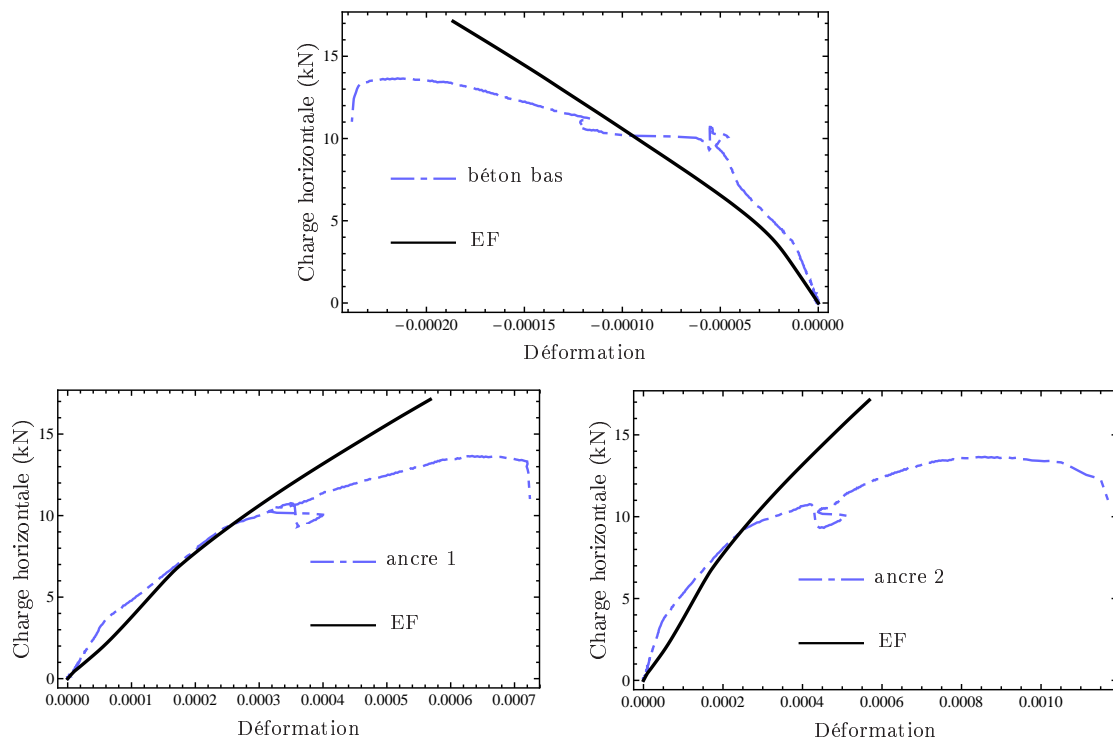 Charge horizontale (kN)
15
10
5
0
béton bas
EF
−0.00020 −0.00015 −0.00010 −0.00005 0.00000
Déformation
Charge horizontale (kN)
15
10
5
0
ancre 1
EF
0.0000 0.0001 0.0002 0.0003 0.0004 0.0005 0.0006 0.0007
Déformation
Charge horizontale (kN)
15
10
5
0
ancre 2
EF
0.0000 0.0002 0.0004 0.0006 0.0008 0.0010
Déformation